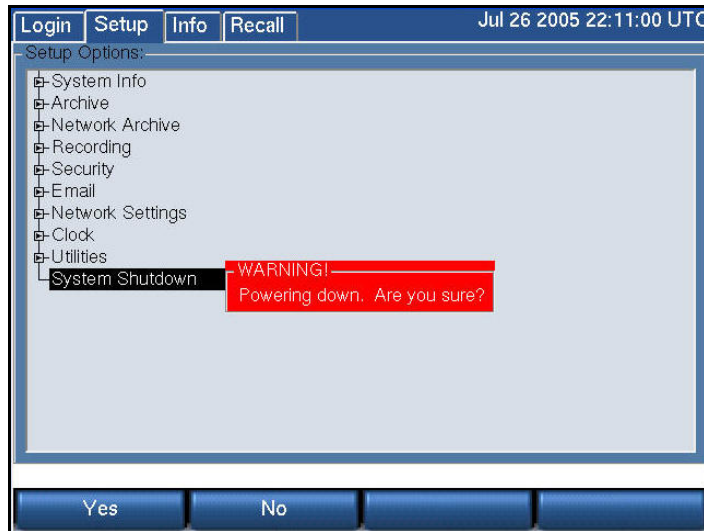 Login Setup Info Recall Jul 26 2005 22:11:00 UTC
Setup Options:
System Info
Archive
Network Archive
Recording
Security
Email
Network Settings
Clock
Utilities
System Shutdown
WARNING!
Powering down. Are you sure?
Yes No